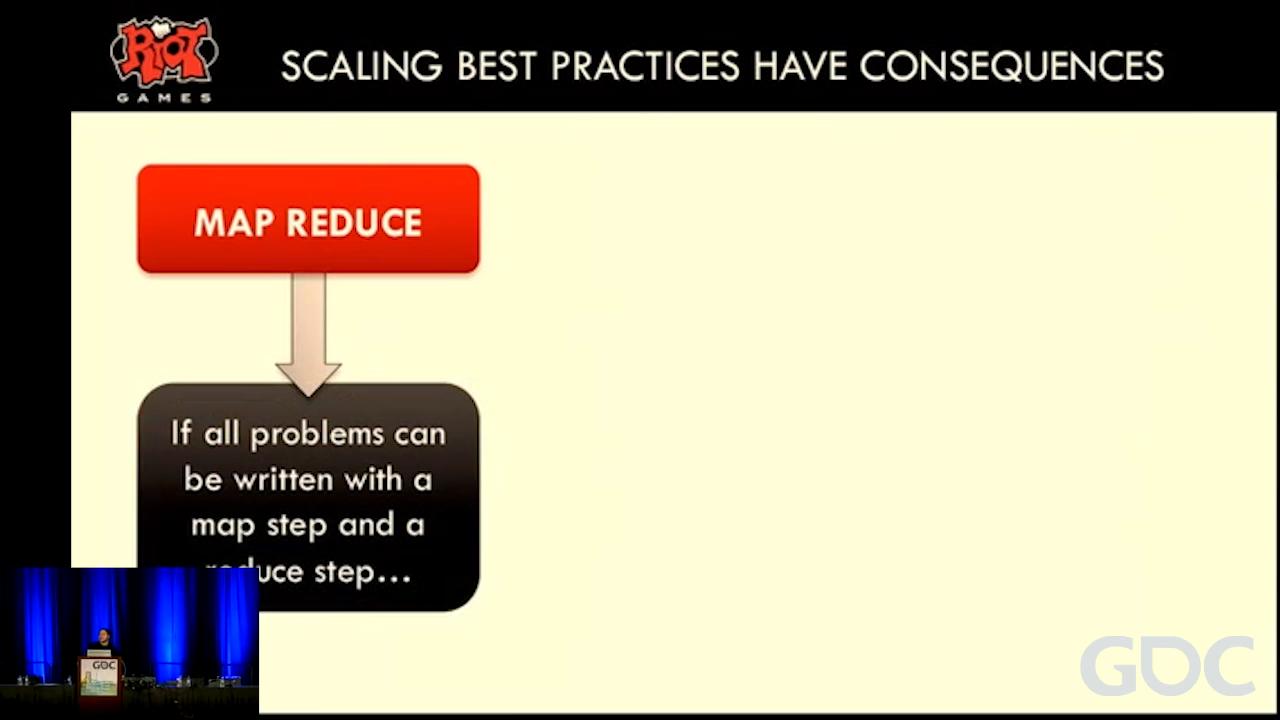 RIOT
GAMES
SCALING BEST PRACTICES HAVE CONSEQUENCES
MAP REDUCE
If all problems can
be written with a
map step and a
reduce step...
GDC
GDC